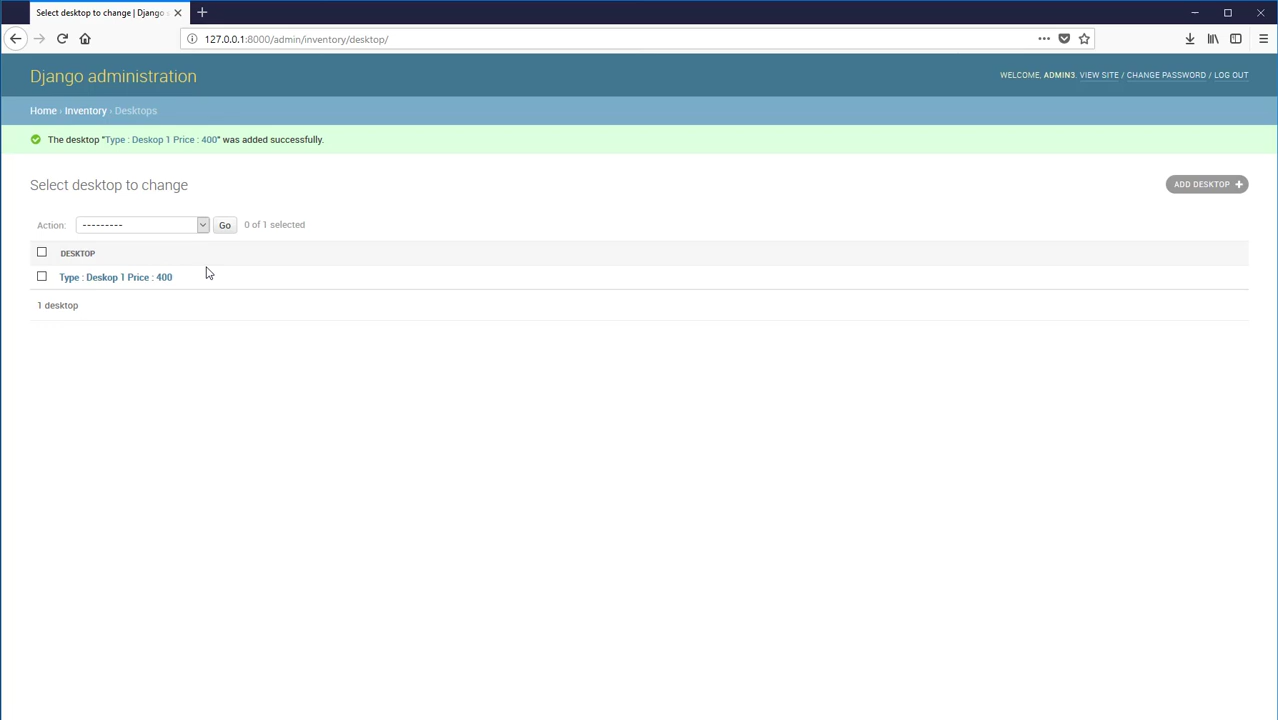 Select desktop to change | Django s
127.0.0.1:8000/admin/inventory/desktop/
Django administration
WELCOME, ADMIN3. VIEW SITE / CHANGE PASSWORD / LOG OUT
Home › Inventory › Desktops
The desktop "Type : Deskop 1 Price : 400" was added successfully.
Select desktop to change
ADD DESKTOP +
Action: --------- Go 0 of 1 selected
DESKTOP
Type : Deskop 1 Price : 400
1 desktop